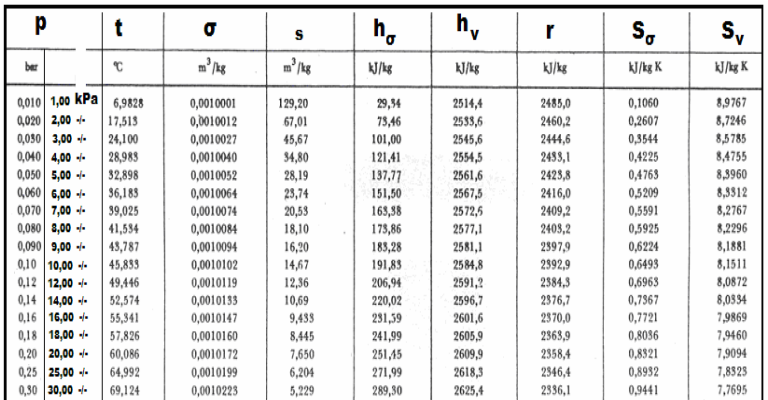 p t σ s hσ hv r Sσ Sv
bar °C m³/kg m³/kg kJ/kg kJ/kg kJ/kg kJ/kg K kJ/kg K
0,010 1,00 kPa 6,9828 0,0010001 129,20 29,34 2514,4 2485,0 0,1060 8,9767
0,020 2,00 -/- 17,513 0,0010012 67,01 73,46 2533,6 2460,2 0,2607 8,7246
0,030 3,00 -/- 24,100 0,0010027 45,67 101,00 2545,6 2444,6 0,3544 8,5785
0,040 4,00 -/- 28,983 0,0010040 34,80 121,41 2554,5 2433,1 0,4225 8,4755
0,050 5,00 -/- 32,898 0,0010052 28,19 137,77 2561,6 2423,8 0,4763 8,3960
0,060 6,00 -/- 36,183 0,0010064 23,74 151,50 2567,5 2416,0 0,5209 8,3312
0,070 7,00 -/- 39,025 0,0010074 20,53 163,38 2572,6 2409,2 0,5591 8,2767
0,080 8,00 -/- 41,534 0,0010084 18,10 173,86 2577,1 2403,2 0,5925 8,2296
0,090 9,00 -/- 43,787 0,0010094 16,20 183,28 2581,1 2397,9 0,6224 8,1881
0,10 10,00 -/- 45,833 0,0010102 14,67 191,83 2584,8 2392,9 0,6493 8,1511
0,12 12,00 -/- 49,446 0,0010119 12,36 206,94 2591,2 2384,3 0,6963 8,0872
0,14 14,00 -/- 52,574 0,0010133 10,69 220,02 2596,7 2376,7 0,7367 8,0334
0,16 16,00 -/- 55,341 0,0010147 9,433 231,59 2601,6 2370,0 0,7721 7,9869
0,18 18,00 -/- 57,826 0,0010160 8,445 241,99 2605,9 2363,9 0,8036 7,9460
0,20 20,00 -/- 60,086 0,0010172 7,650 251,45 2609,9 2358,4 0,8321 7,9094
0,25 25,00 -/- 64,992 0,0010199 6,204 271,99 2618,3 2346,4 0,8932 7,8323
0,30 30,00 -/- 69,124 0,0010223 5,229 289,30 2625,4 2336,1 0,9441 7,7695